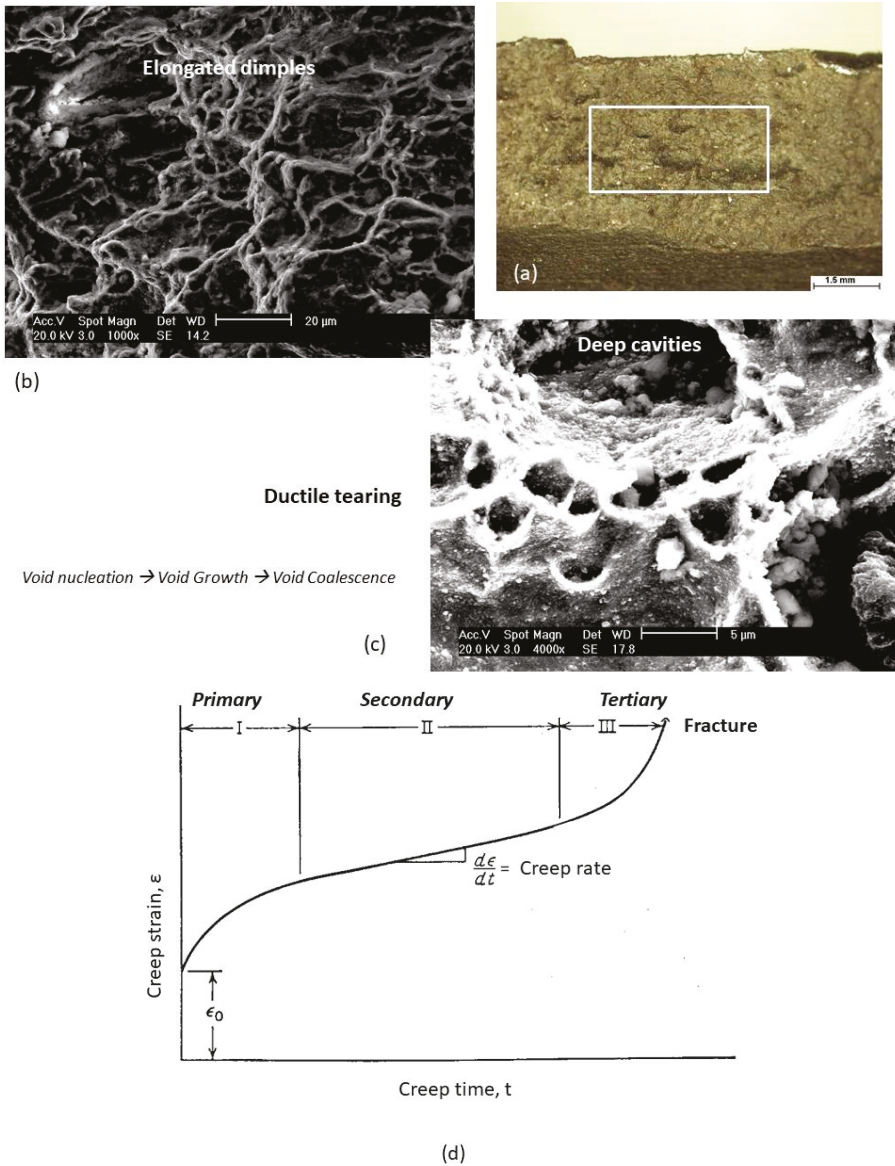 Elongated dimples
Acc.V Spot Magn Det WD 20 µm
20.0 kV 3.0 1000x SE 14.2
(b)
(a)
1.5 mm
Deep cavities
Acc.V Spot Magn Det WD 5 µm
20.0 kV 3.0 4000x SE 17.8
Ductile tearing
Void nucleation → Void Growth → Void Coalescence
(c)
Primary Secondary Tertiary
I II III Fracture
dϵ/dt = Creep rate
Creep strain, ε
ϵ0
Creep time, t
(d)